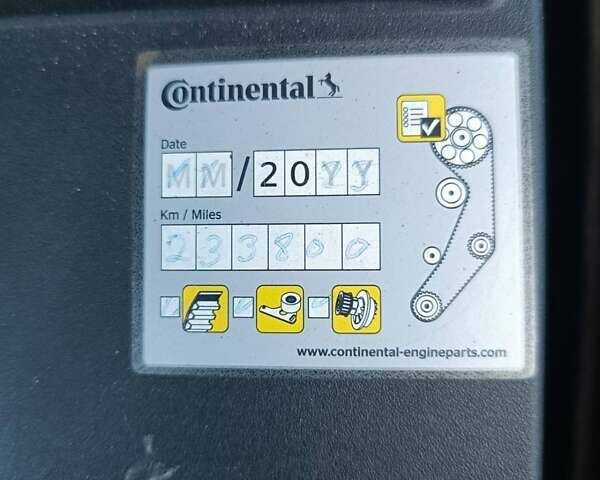 Continental
Date
MM/20YY
Km / Miles
233800
www.continental-engineparts.com